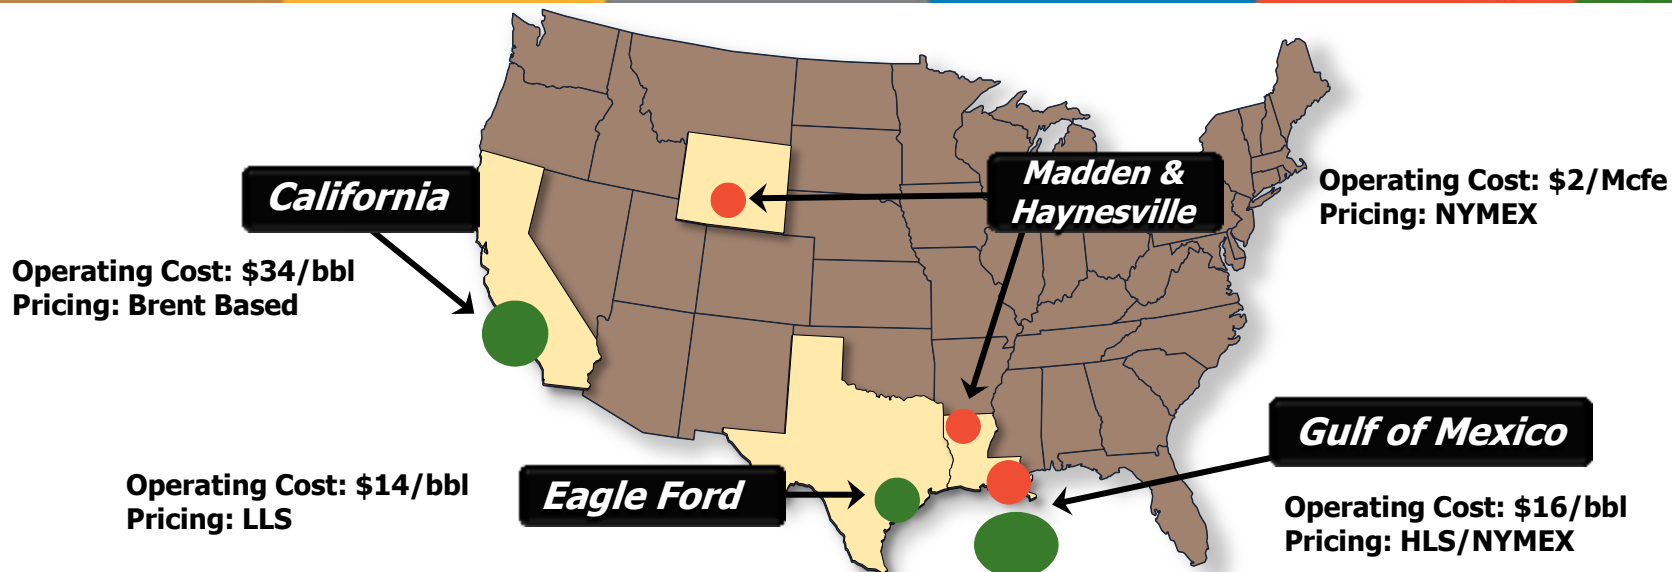 California
Operating Cost: $34/bbl
Pricing: Brent Based
Madden &
Haynesville
Operating Cost: $2/Mcfe
Pricing: NYMEX
Eagle Ford
Operating Cost: $14/bbl
Pricing: LLS
Gulf of Mexico
Operating Cost: $16/bbl
Pricing: HLS/NYMEX